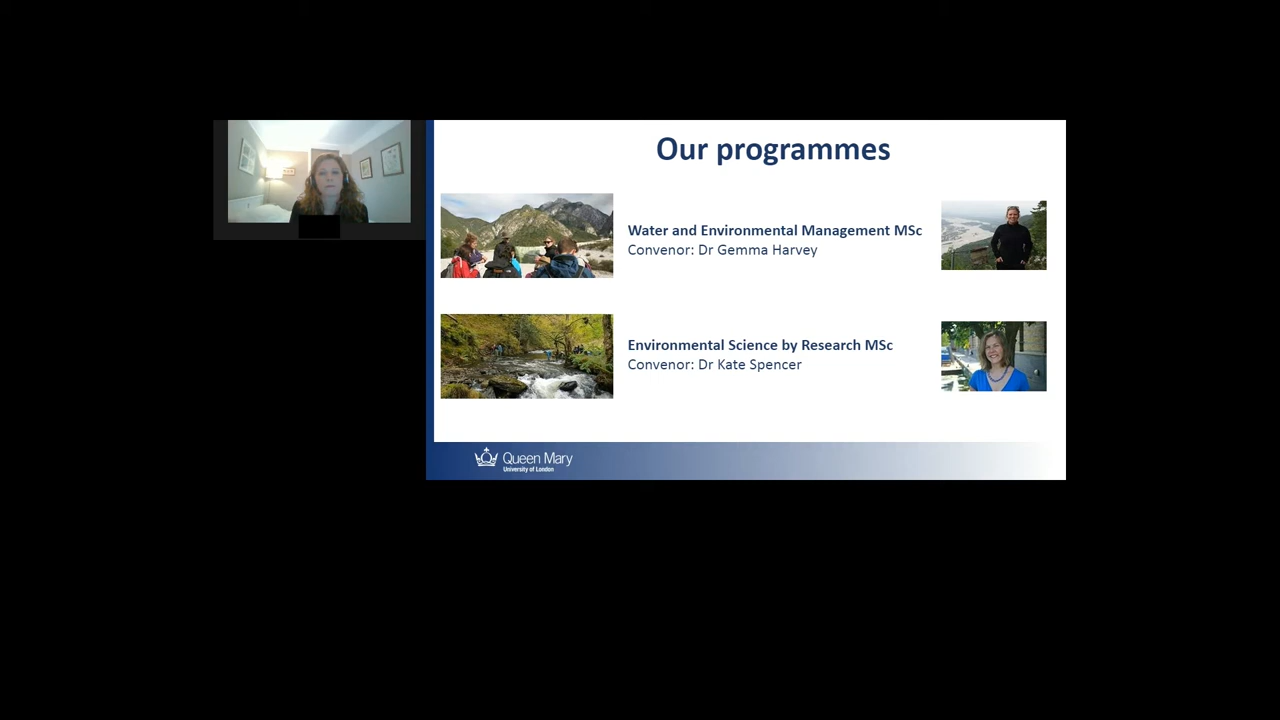 Our programmes
Water and Environmental Management MSc
Convenor: Dr Gemma Harvey
Environmental Science by Research MSc
Convenor: Dr Kate Spencer
Queen Mary
University of London